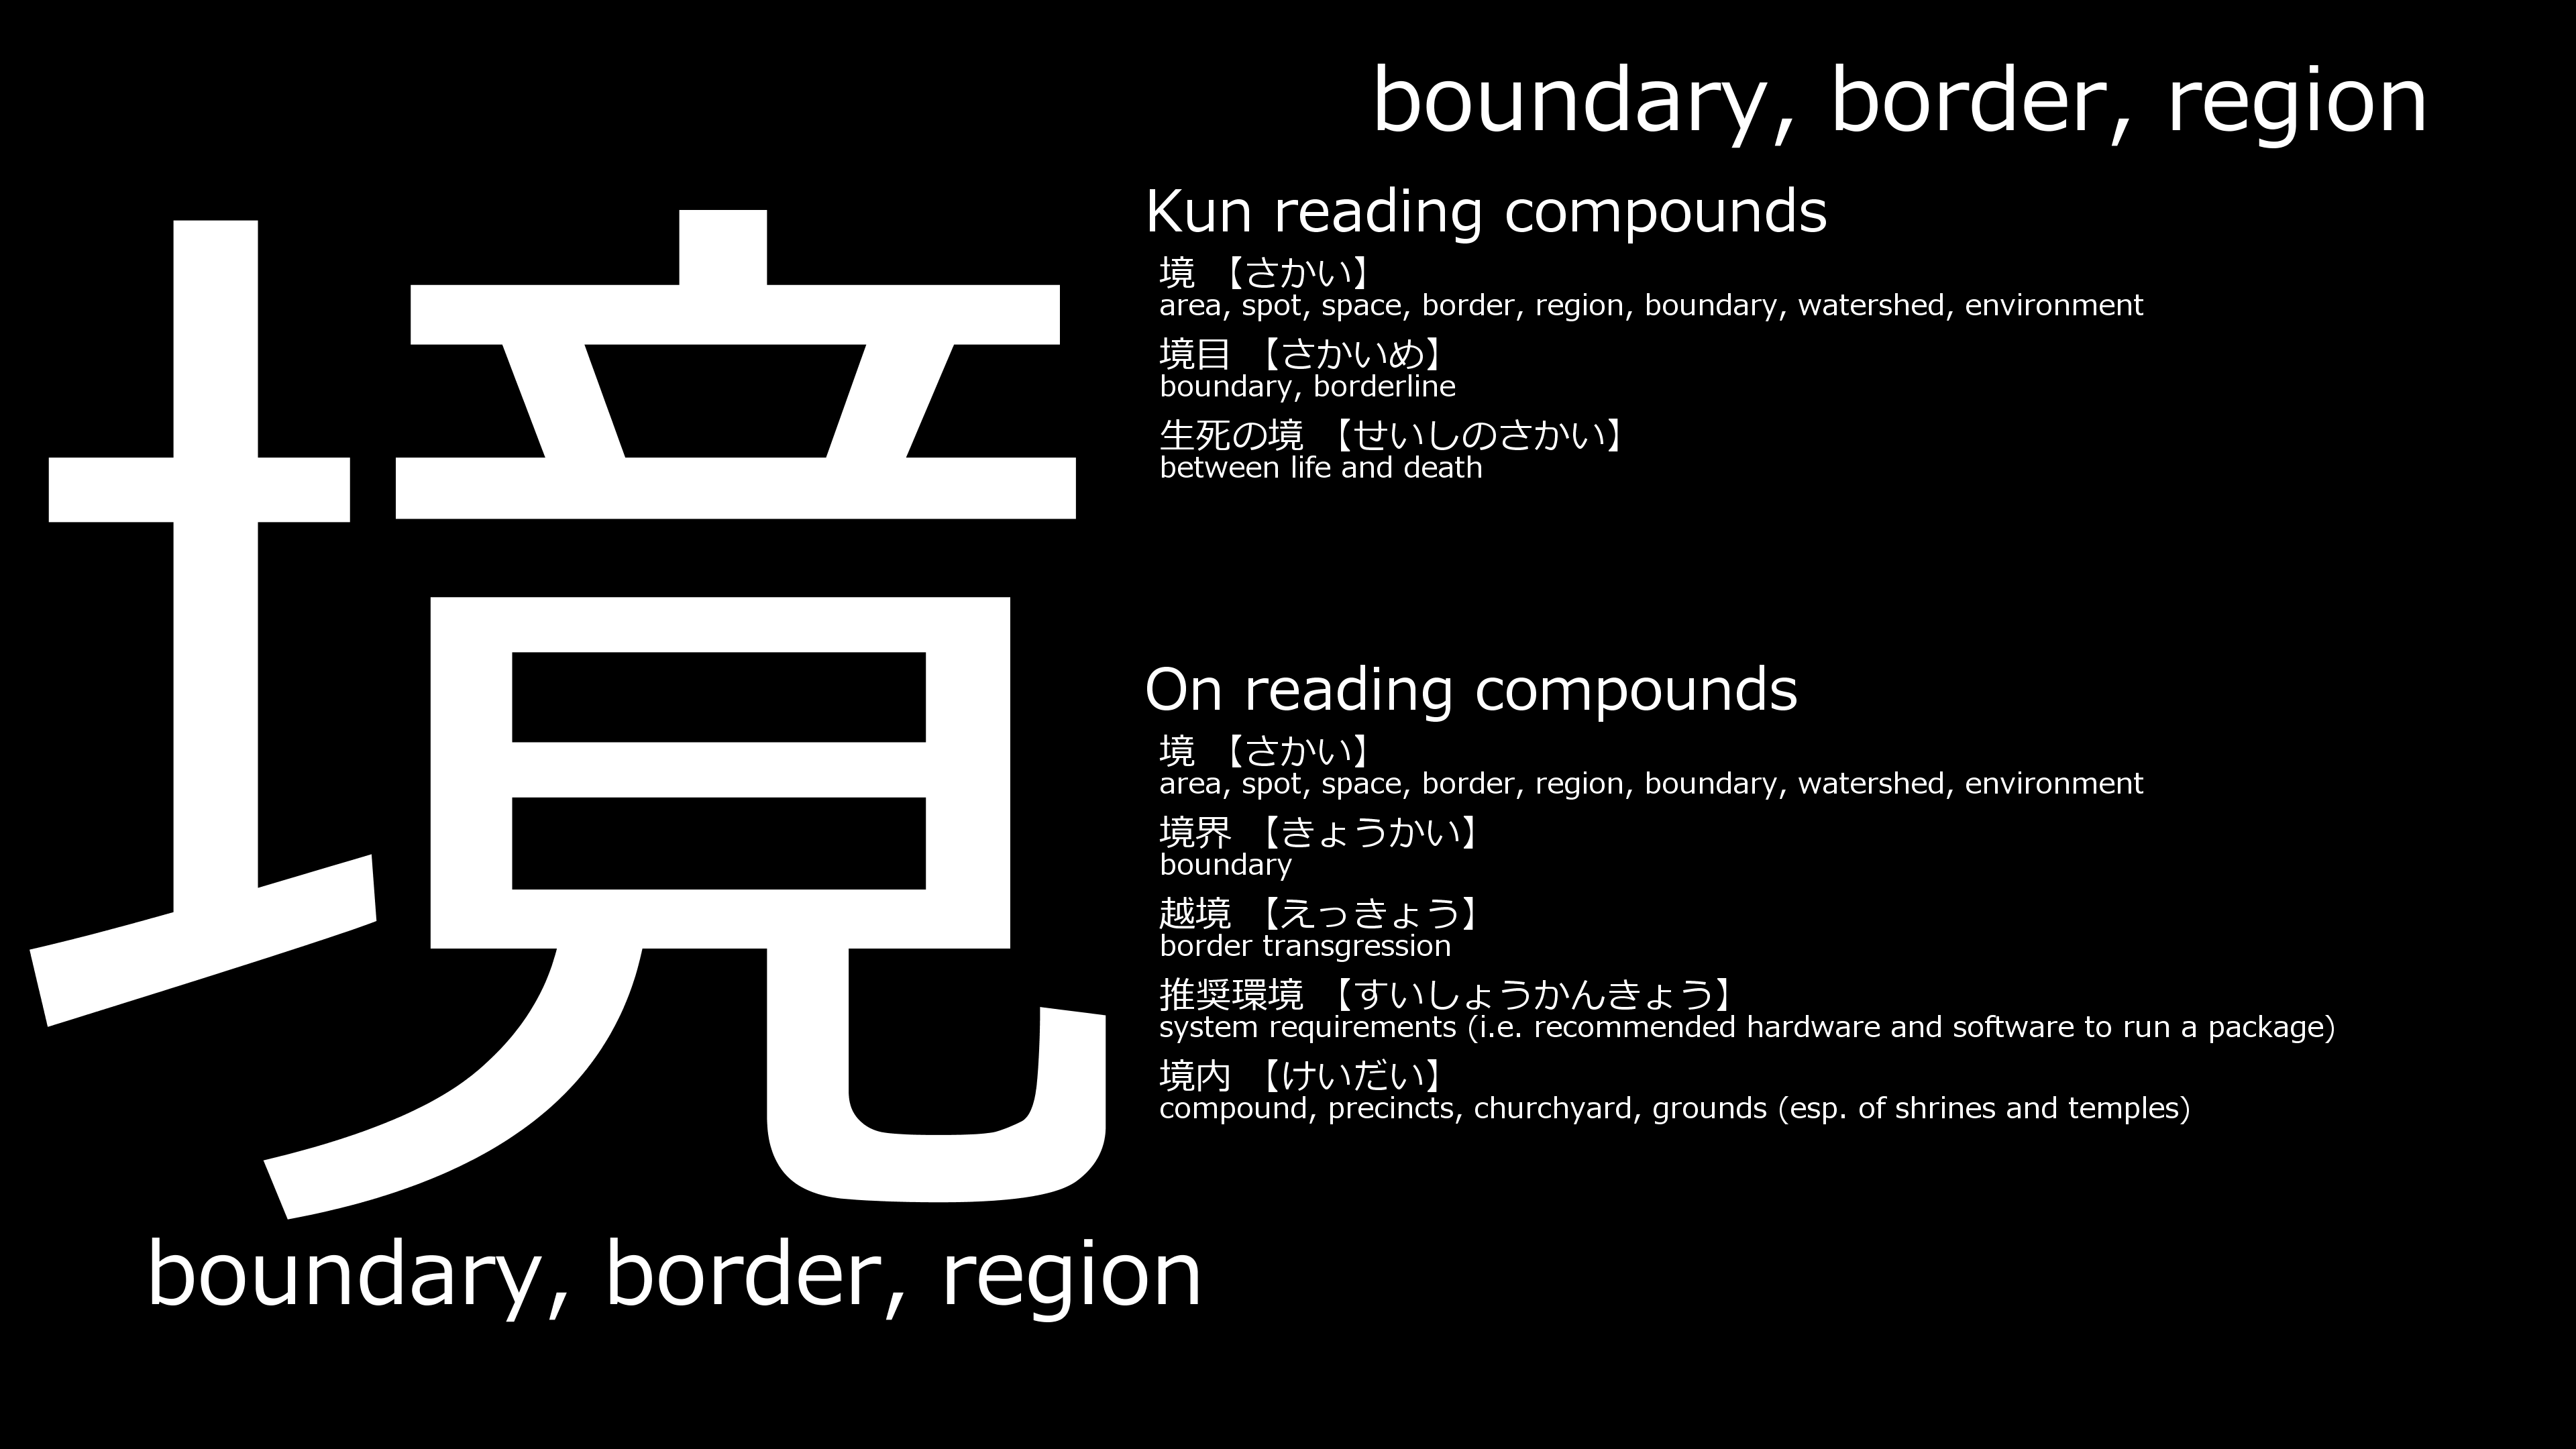 境
boundary, border, region
boundary, border, region
Kun reading compounds
境 【さかい】
area, spot, space, border, region, boundary, watershed, environment
境目 【さかいめ】
boundary, borderline
生死の境 【せいしのさかい】
between life and death
On reading compounds
境 【さかい】
area, spot, space, border, region, boundary, watershed, environment
境界 【きょうかい】
boundary
越境 【えっきょう】
border transgression
推奨環境 【すいしょうかんきょう】
system requirements (i.e. recommended hardware and software to run a package)
境内 【けいだい】
compound, precincts, churchyard, grounds (esp. of shrines and temples)